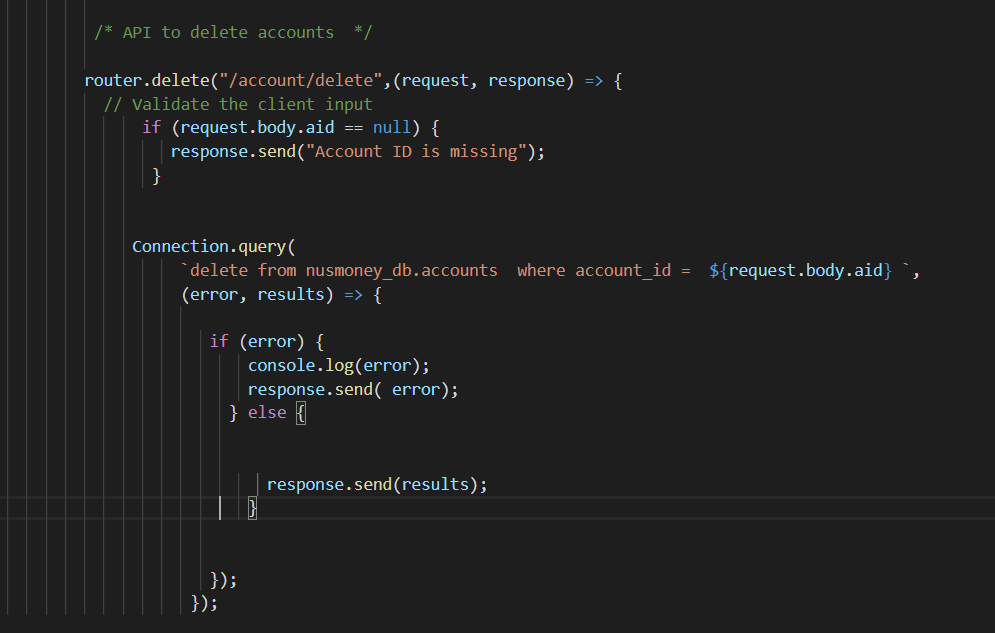 /* API to delete accounts  */
router.delete("/account/delete",(request, response) => {
// Validate the client input
if (request.body.aid == null) {
response.send("Account ID is missing");
}
Connection.query(
`delete from nusmoney_db.accounts  where account_id =  ${request.body.aid} `,
(error, results) => {
if (error) {
console.log(error);
response.send( error);
} else {
response.send(results);
}
});
});